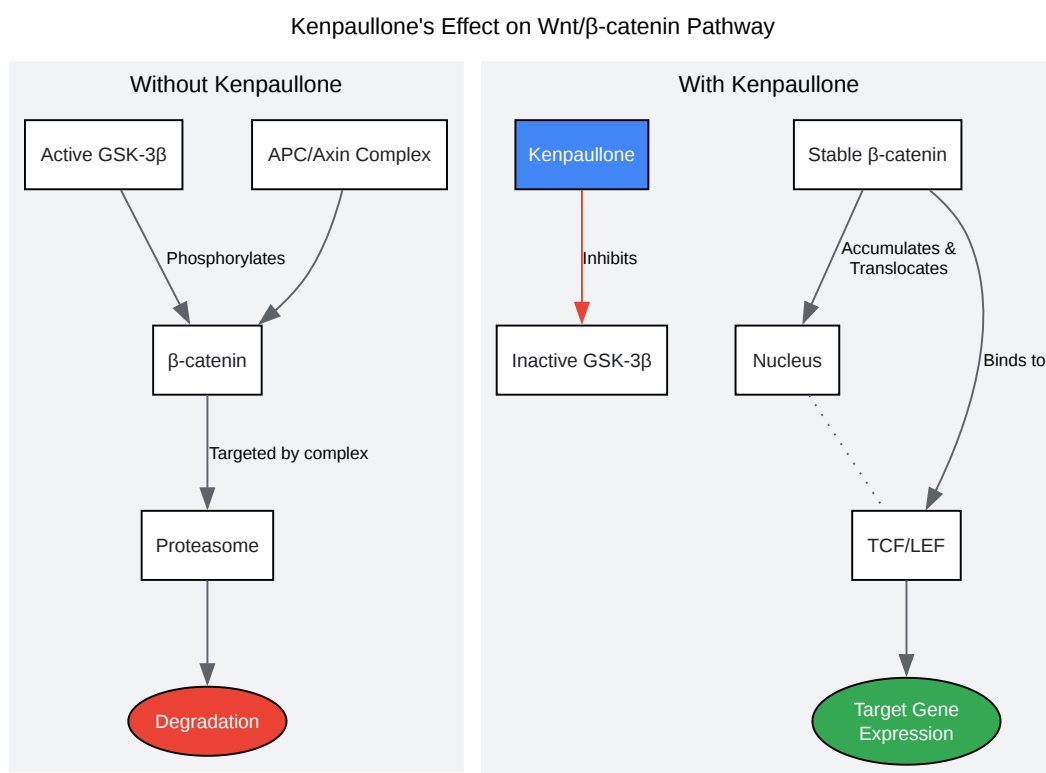 Kenpaullone's Effect on Wnt/β-catenin Pathway
Without Kenpaullone
Active GSK-3β
APC/Axin Complex
Phosphorylates
β-catenin
Targeted by complex
Proteasome
Degradation
With Kenpaullone
Kenpaullone
Stable β-catenin
Inhibits
Accumulates &
Translocates
Inactive GSK-3β
Nucleus
Binds to
TCF/LEF
Target Gene
Expression